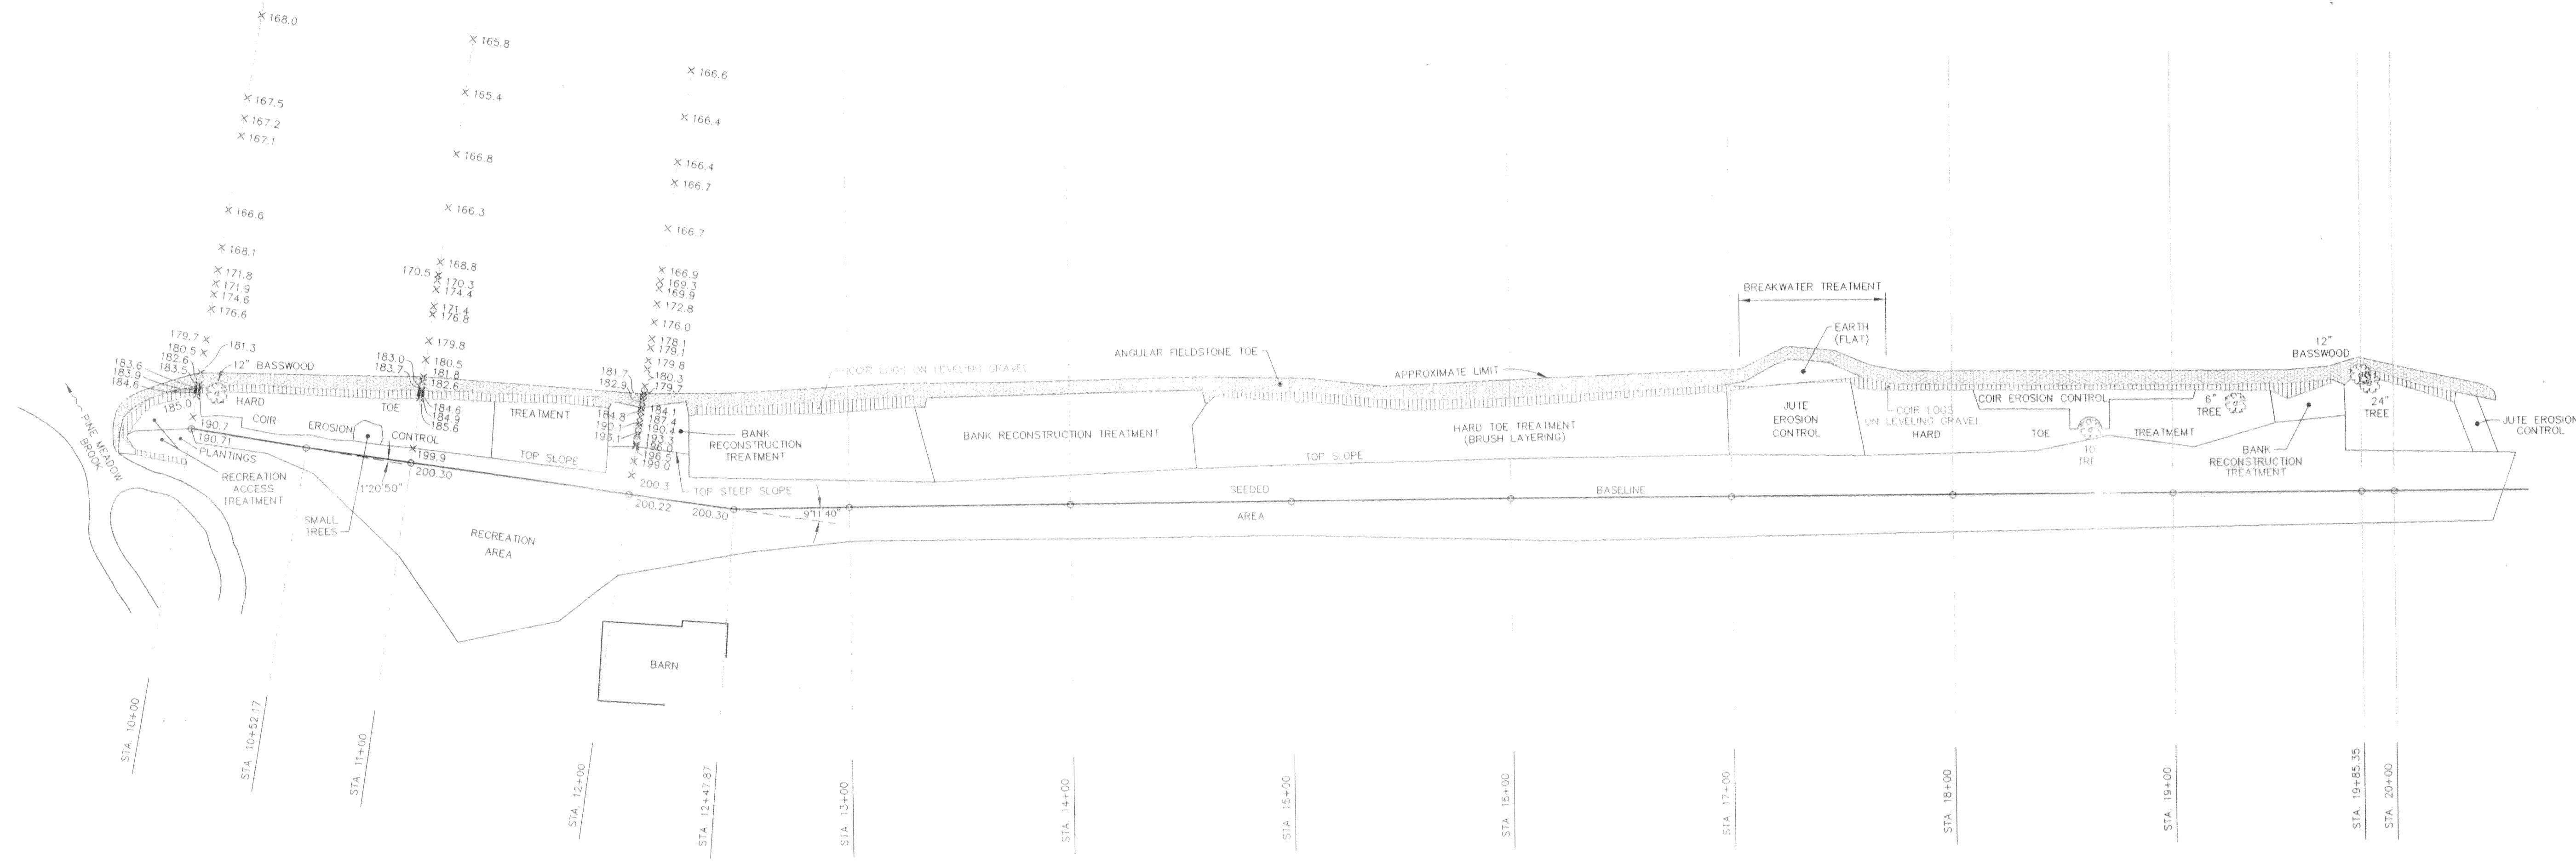 168.0
167.5
167.2
167.1
166.6
168.1
171.8
171.9
174.6
176.6
179.7
180.5
181.3
182.6
183.6
183.5
183.9
184.6
185.0
190.7
190.71
165.8
165.4
166.8
166.3
168.8
170.5
170.3
174.4
171.4
176.8
179.8
180.5
183.0
181.8
183.7
182.6
184.6
184.9
185.6
199.9
200.30
166.6
166.4
166.4
166.7
166.7
166.9
169.3
169.9
172.8
176.0
178.1
179.1
179.8
180.3
179.7
181.7
182.9
184.1
184.8
187.4
190.1
190.4
193.1
193.3
196.0
196.5
199.0
200.3
200.22
200.30
12" BASSWOOD
HARD
TOE
TREATMENT
COIR
EROSION
CONTROL
TOP SLOPE
PINE MEADOW
BROOK
PLANTINGS
RECREATION
ACCESS
TREATMENT
SMALL
TREES
1°20'50"
RECREATION
AREA
TOP STEEP SLOPE
BANK
RECONSTRUCTION
TREATMENT
9°11'40"
BARN
COIR LOGS ON LEVELING GRAVEL
BANK RECONSTRUCTION TREATMENT
ANGULAR FIELDSTONE TOE
APPROXIMATE LIMIT
HARD TOE TREATMENT
(BRUSH LAYERING)
TOP SLOPE
SEEDED
AREA
BASELINE
BREAKWATER TREATMENT
EARTH
(FLAT)
JUTE
EROSION
CONTROL
COIR LOGS
ON LEVELING GRAVEL
COIR EROSION CONTROL
HARD
TOE
TREATMEMT
10
TRE
6"
TREE
12"
BASSWOOD
24"
TREE
BANK
RECONSTRUCTION
TREATMENT
JUTE EROSION
CONTROL
STA. 10+00
STA. 10+52.17
STA. 11+00
STA. 12+00
STA. 12+47.87
STA. 13+00
STA. 14+00
STA. 15+00
STA. 16+00
STA. 17+00
STA. 18+00
STA. 19+00
STA. 19+85.35
STA. 20+00